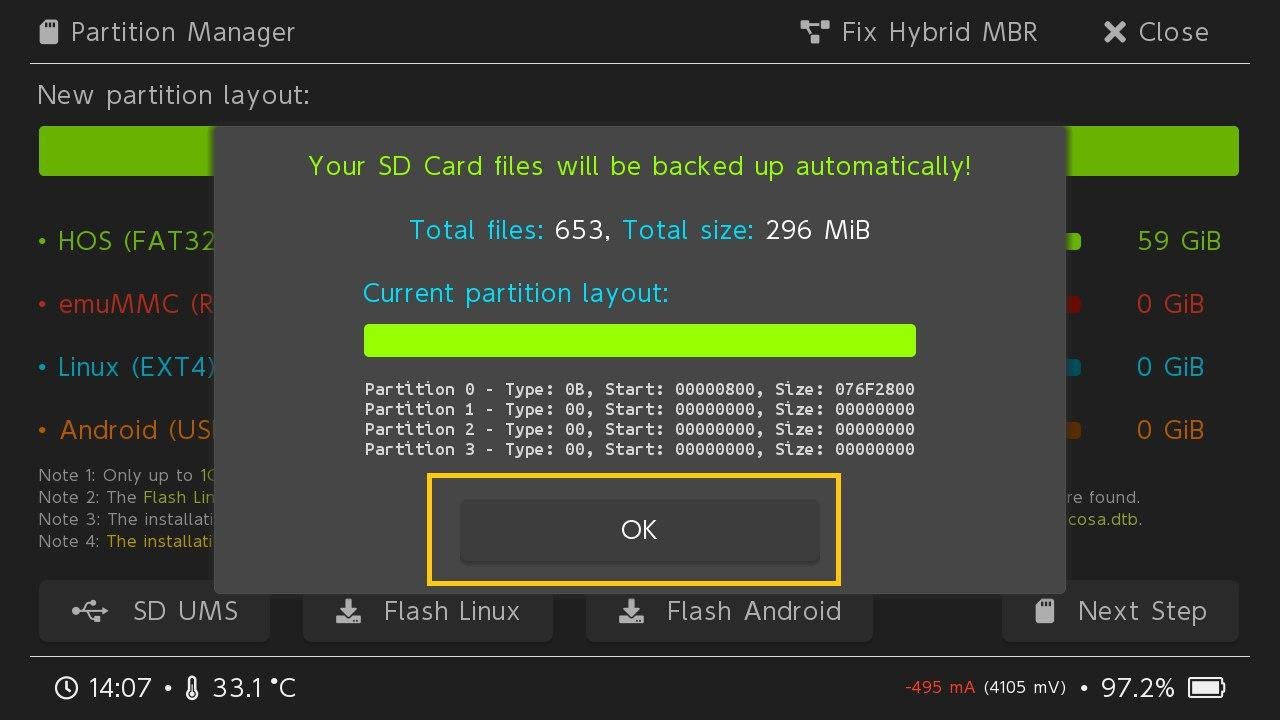 Partition Manager Fix Hybrid MBR Close
New partition layout:
Your SD Card files will be backed up automatically!
Total files: 653, Total size: 296 MiB
• HOS (FAT32 59 GiB
Current partition layout:
• emuMMC (R 0 GiB
• Linux (EXT4) 0 GiB
Partition 0 - Type: 0B, Start: 00000800, Size: 076F2800
Partition 1 - Type: 00, Start: 00000000, Size: 00000000
Partition 2 - Type: 00, Start: 00000000, Size: 00000000
Partition 3 - Type: 00, Start: 00000000, Size: 00000000
• Android (US 0 GiB
Note 1: Only up to
Note 2: The Flash Lin re found.
Note 3: The installati cosa.dtb.
Note 4: The installati
OK
SD UMS Flash Linux Flash Android Next Step
14:07 • 33.1 °C -495 mA (4105 mV) • 97.2%